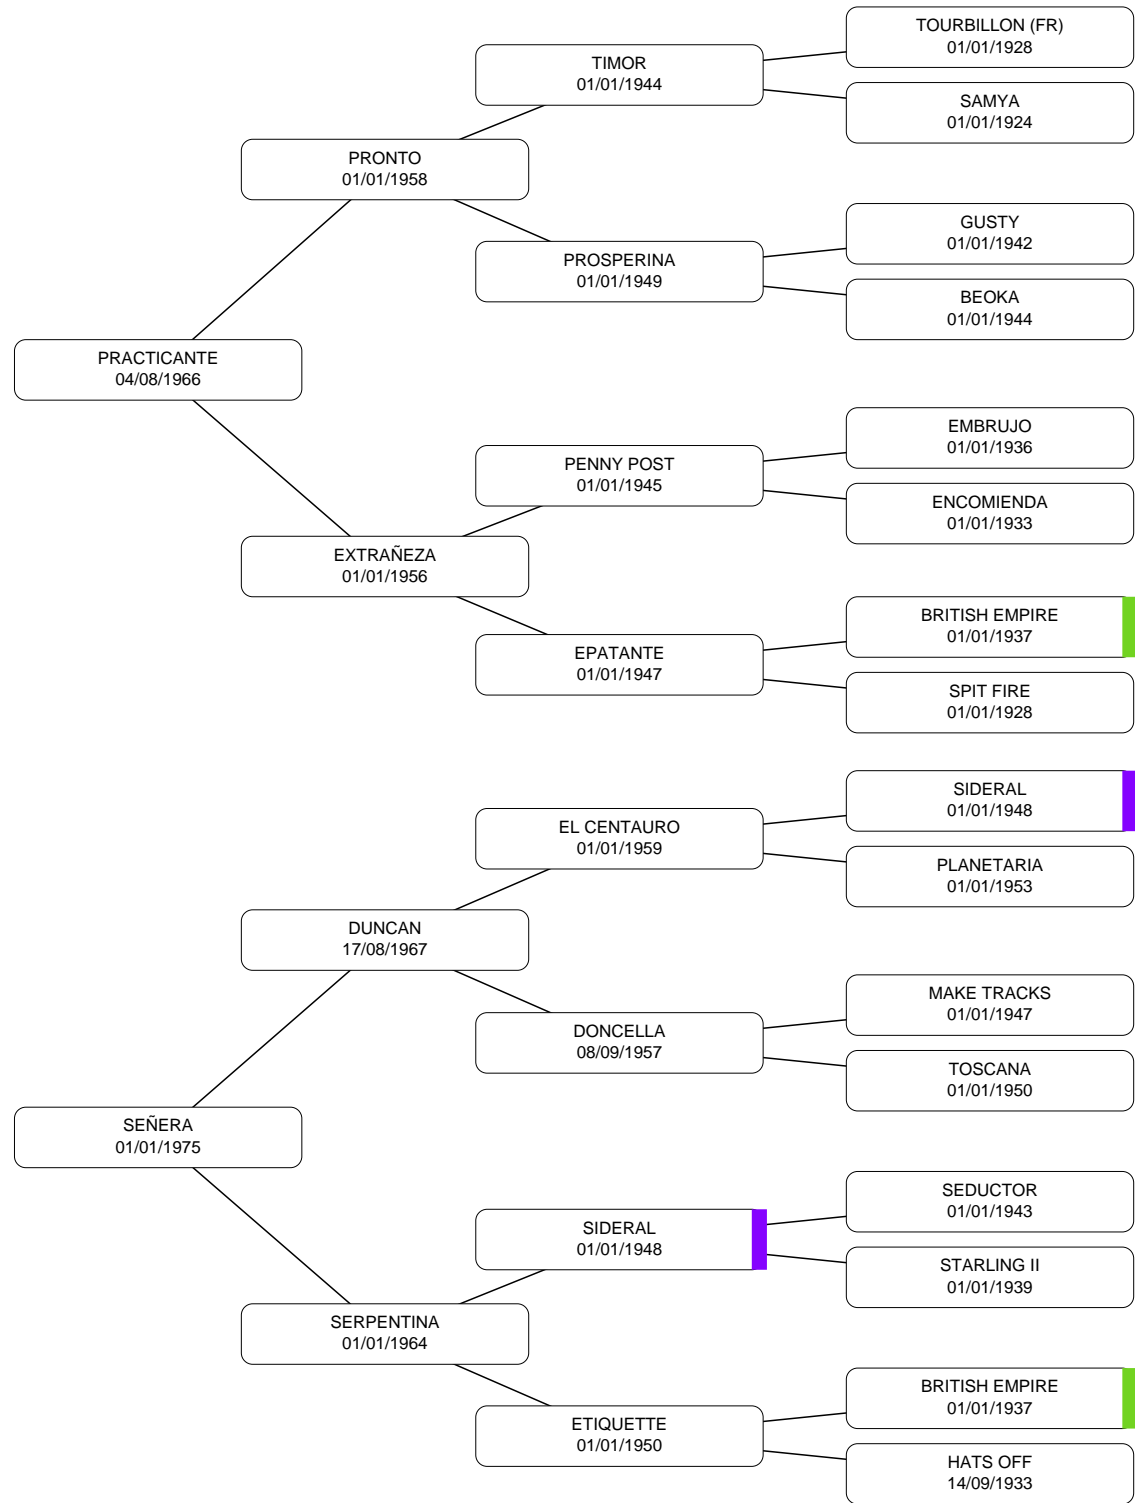 TOURBILLON (FR)
01/01/1928
TIMOR
01/01/1944
SAMYA
01/01/1924
PRONTO
01/01/1958
GUSTY
01/01/1942
PROSPERINA
01/01/1949
BEOKA
01/01/1944
PRACTICANTE
04/08/1966
EMBRUJO
01/01/1936
PENNY POST
01/01/1945
ENCOMIENDA
01/01/1933
EXTRAÑEZA
01/01/1956
BRITISH EMPIRE
01/01/1937
EPATANTE
01/01/1947
SPIT FIRE
01/01/1928
SIDERAL
01/01/1948
EL CENTAURO
01/01/1959
PLANETARIA
01/01/1953
DUNCAN
17/08/1967
MAKE TRACKS
01/01/1947
DONCELLA
08/09/1957
TOSCANA
01/01/1950
SEÑERA
01/01/1975
SEDUCTOR
01/01/1943
SIDERAL
01/01/1948
STARLING II
01/01/1939
SERPENTINA
01/01/1964
BRITISH EMPIRE
01/01/1937
ETIQUETTE
01/01/1950
HATS OFF
14/09/1933